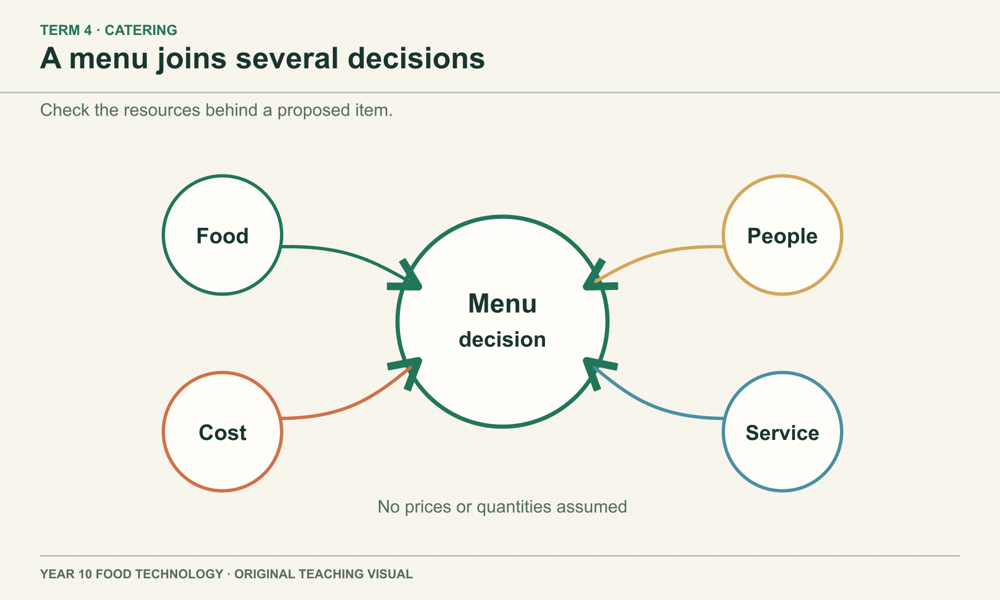 TERM 4 · CATERING
A menu joins several decisions
Check the resources behind a proposed item.
Food
People
Menu
decision
Cost
Service
No prices or quantities assumed
YEAR 10 FOOD TECHNOLOGY · ORIGINAL TEACHING VISUAL